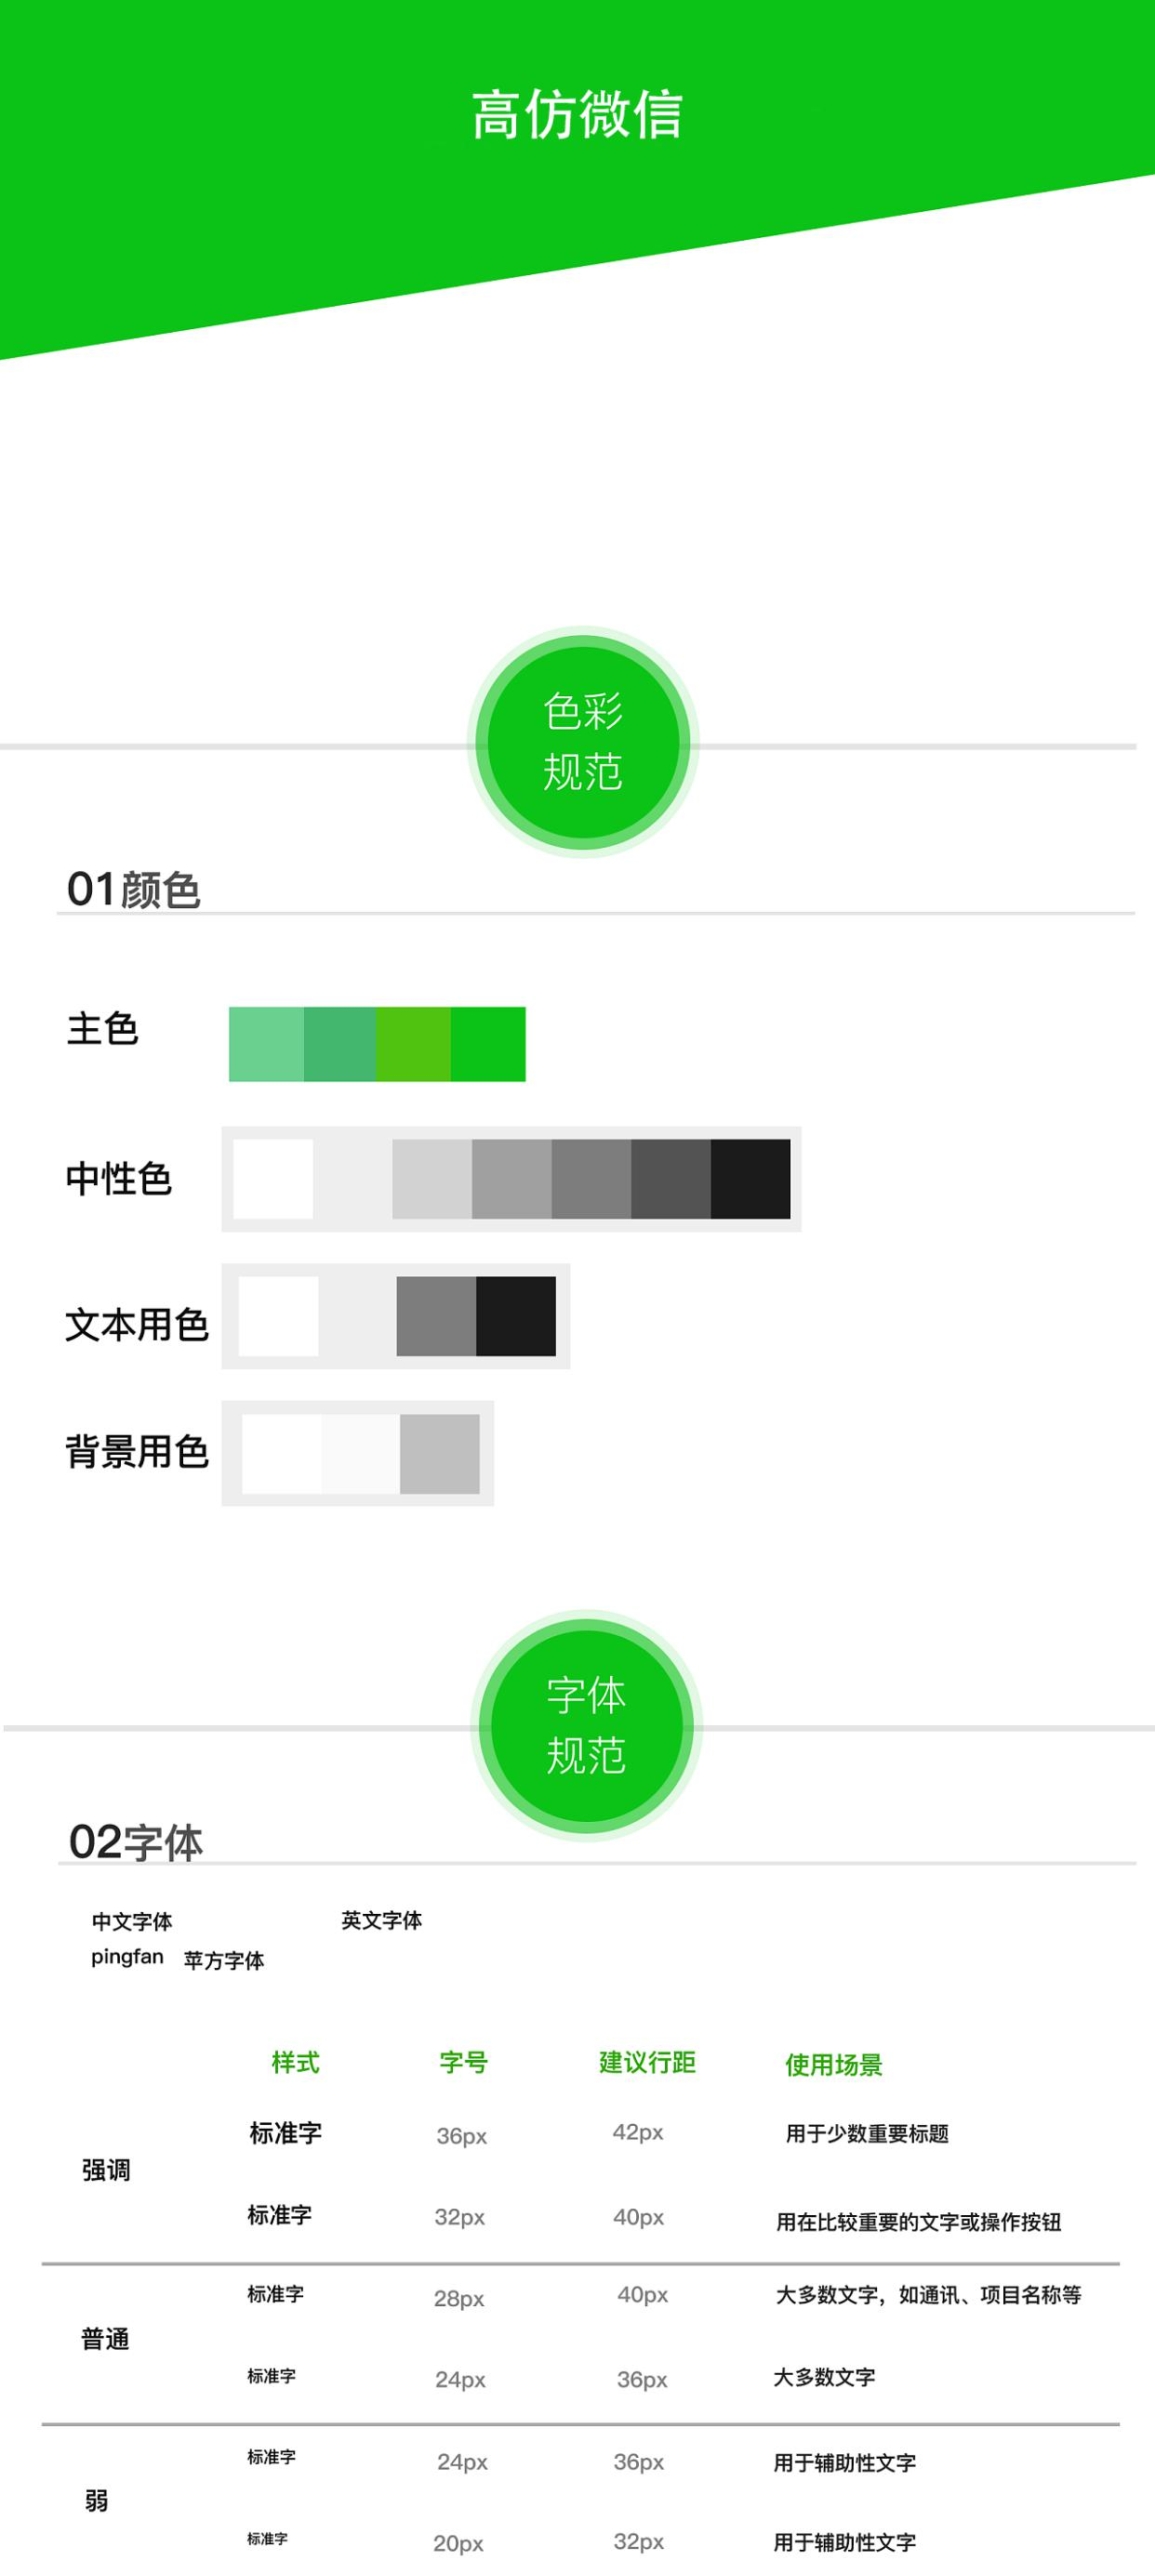 高仿微信
色彩
规范
01颜色
主色
中性色
文本用色
背景用色
字体
规范
02字体
中文字体 英文字体
pingfan 苹方字体
样式 字号 建议行距 使用场景
标准字 36px 42px 用于少数重要标题
强调
标准字 32px 40px 用在比较重要的文字或操作按钮
标准字 28px 40px 大多数文字，如通讯、项目名称等
普通
标准字 24px 36px 大多数文字
标准字 24px 36px 用于辅助性文字
弱
标准字 20px 32px 用于辅助性文字